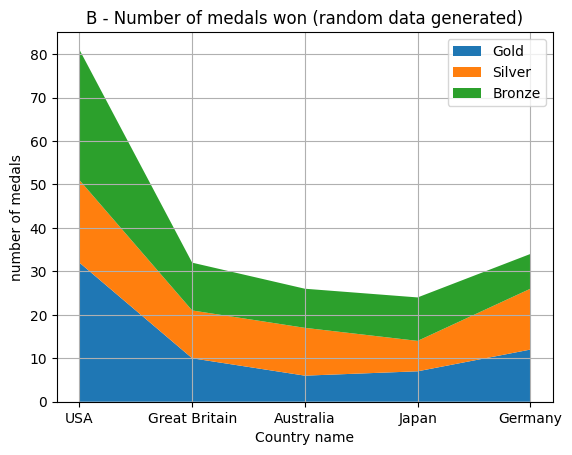 B - Number of medals won (random data generated)
Gold
Silver
Bronze
number of medals
80
70
60
50
40
30
20
10
0
USA Great Britain Australia Japan Germany
Country name